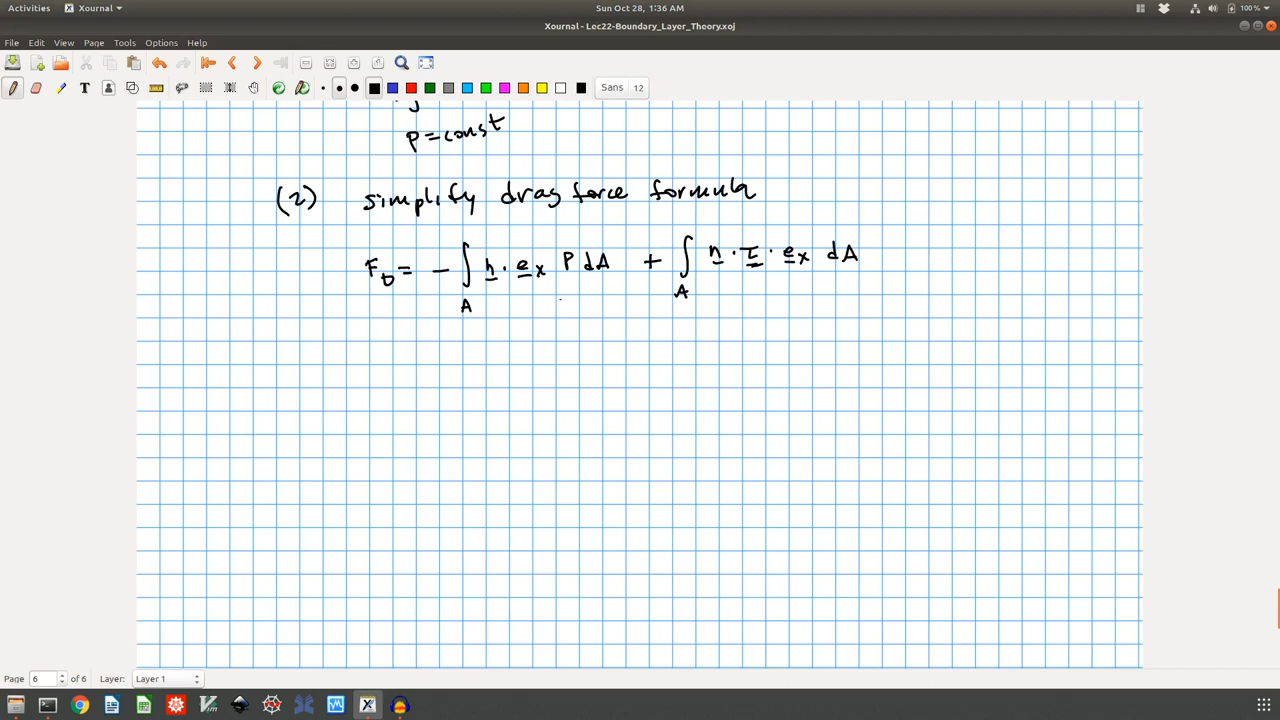 Activities Xournal Sun Oct 28, 1:36 AM 100 %
Xournal - Lec22-Boundary_Layer_Theory.xoj
File Edit View Page Tools Options Help
Sans 12
p = const
(2) simplify drag force formula
F_D = - ∫_A n · e_x P dA + ∫_A n · τ · e_x dA
Page 6 of 6 Layer: Layer 1